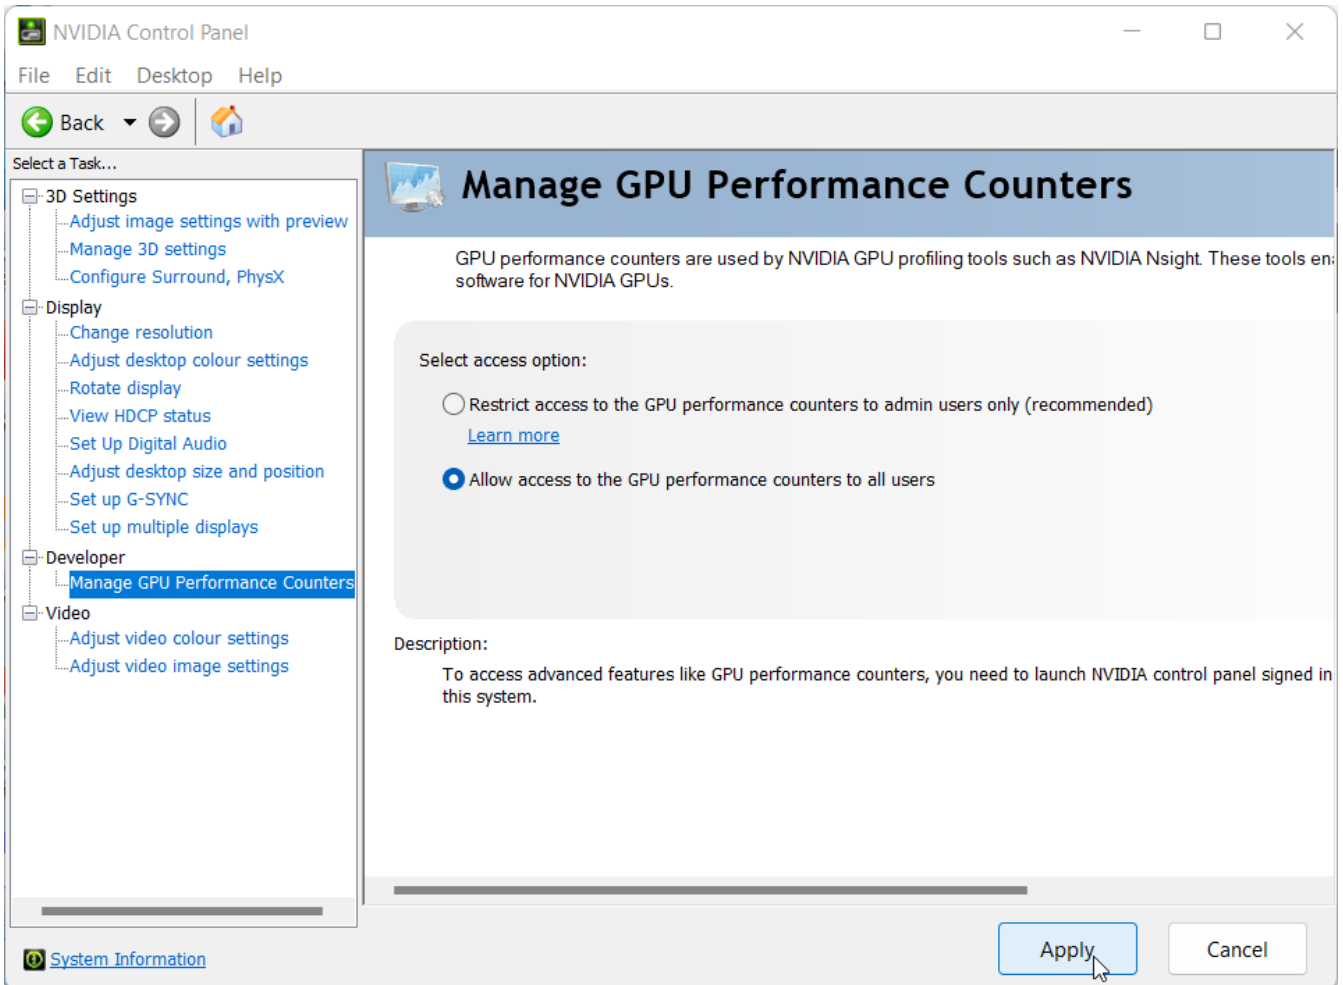 NVIDIA Control Panel
File Edit Desktop Help
Back
Select a Task...
3D Settings
Adjust image settings with preview
Manage 3D settings
Configure Surround, PhysX
Display
Change resolution
Adjust desktop colour settings
Rotate display
View HDCP status
Set Up Digital Audio
Adjust desktop size and position
Set up G-SYNC
Set up multiple displays
Developer
Manage GPU Performance Counters
Video
Adjust video colour settings
Adjust video image settings
System Information
Manage GPU Performance Counters
GPU performance counters are used by NVIDIA GPU profiling tools such as NVIDIA Nsight. These tools
software for NVIDIA GPUs.
Select access option:
Restrict access to the GPU performance counters to admin users only (recommended)
Learn more
Allow access to the GPU performance counters to all users
Description:
To access advanced features like GPU performance counters, you need to launch NVIDIA control panel signed in
this system.
Apply
Cancel